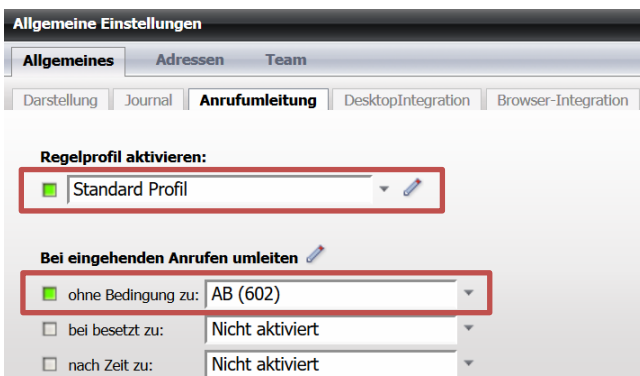 Allgemeine Einstellungen
Allgemeines Adressen Team
Darstellung Journal Anrufumleitung DesktopIntegration Browser-Integration
Regelprofil aktivieren:
Standard Profil
Bei eingehenden Anrufen umleiten
ohne Bedingung zu: AB (602)
bei besetzt zu: Nicht aktiviert
nach Zeit zu: Nicht aktiviert